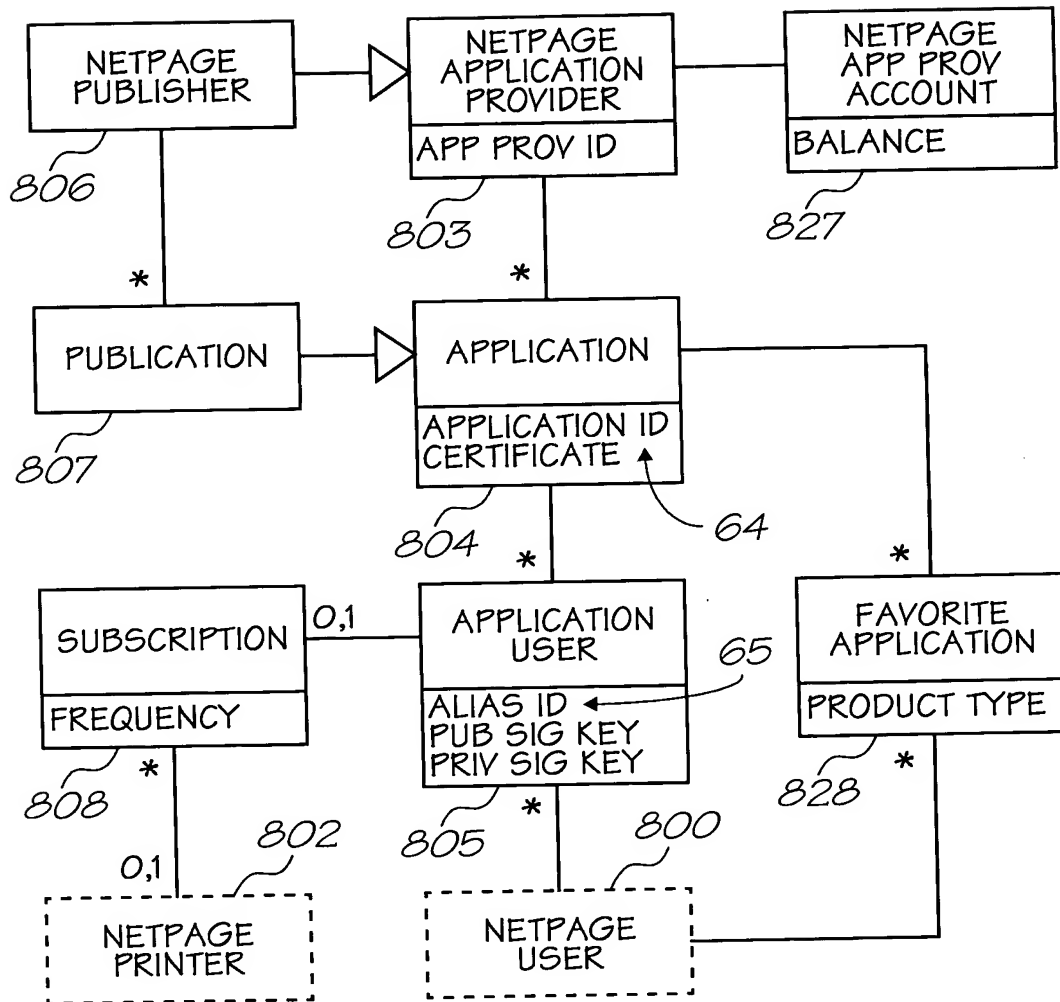 NETPAGE
PUBLISHER
806
NETPAGE
APPLICATION
PROVIDER
APP PROV ID
803
NETPAGE
APP PROV
ACCOUNT
BALANCE
827
*
*
PUBLICATION
807
APPLICATION
APPLICATION ID
CERTIFICATE
64
804
*
*
SUBSCRIPTION
FREQUENCY
808
0,1
APPLICATION
USER
ALIAS ID
PUB SIG KEY
PRIV SIG KEY
65
805
FAVORITE
APPLICATION
PRODUCT TYPE
828
*
*
*
802
800
0,1
NETPAGE
PRINTER
NETPAGE
USER